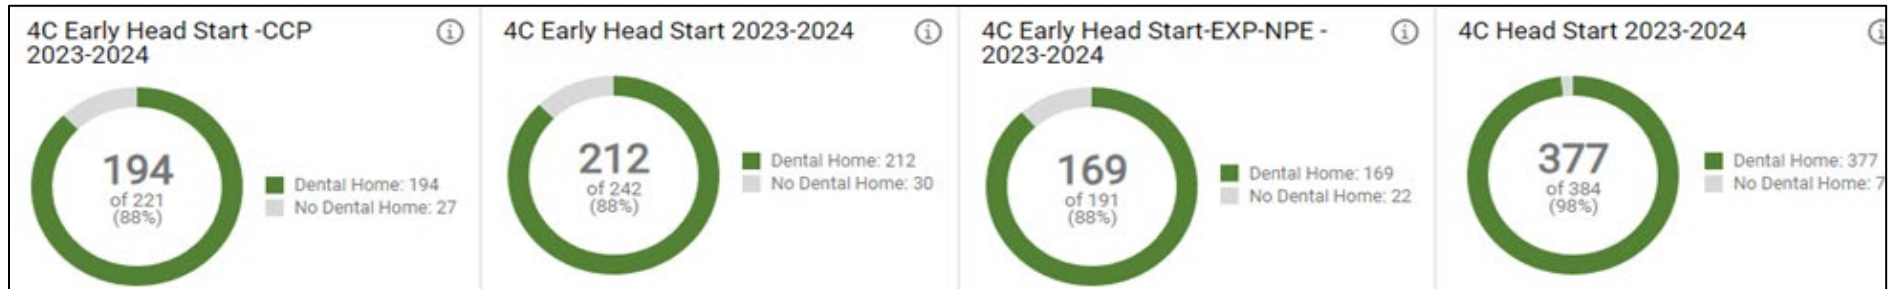 4C Early Head Start -CCP
2023-2024
194
of 221
(88%)
Dental Home: 194
No Dental Home: 27
4C Early Head Start 2023-2024
212
of 242
(88%)
Dental Home: 212
No Dental Home: 30
4C Early Head Start-EXP-NPE -
2023-2024
169
of 191
(88%)
Dental Home: 169
No Dental Home: 22
4C Head Start 2023-2024
377
of 384
(98%)
Dental Home: 377
No Dental Home: 7